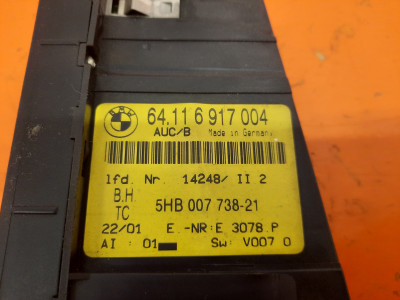 BMW
64.11 6 917 004
AUC/B Made in Germany
lfd. Nr. 14248/ II 2
B.H.
TC 5HB 007 738-21
22/01 E.-NR:E 3078.P
AI : 01 Sw: V007 0